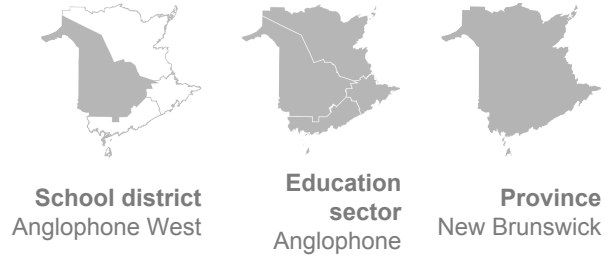 School district
Anglophone West
Education
sector
Anglophone
Province
New Brunswick